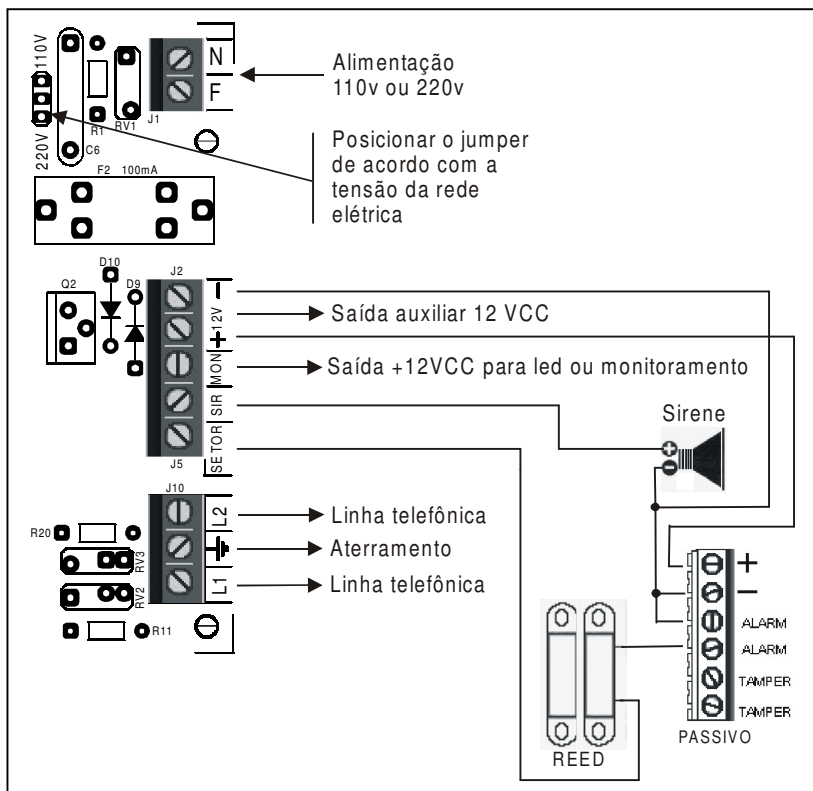 110V
220V
R1
RV1
C6
J1
N
F
Alimentação
110v ou 220v
Posicionar o jumper
de acordo com a
tensão da rede
elétrica
F2 100mA
D10
Q2
D9
J2
-
12V
+
MON
SIR
SETOR
J5
Saída auxiliar 12 VCC
Saída +12VCC para led ou monitoramento
Sirene
+
-
J10
L2
L1
Linha telefônica
Aterramento
Linha telefônica
R20
RV3
RV2
R11
+
-
ALARM
ALARM
TAMPER
TAMPER
PASSIVO
REED